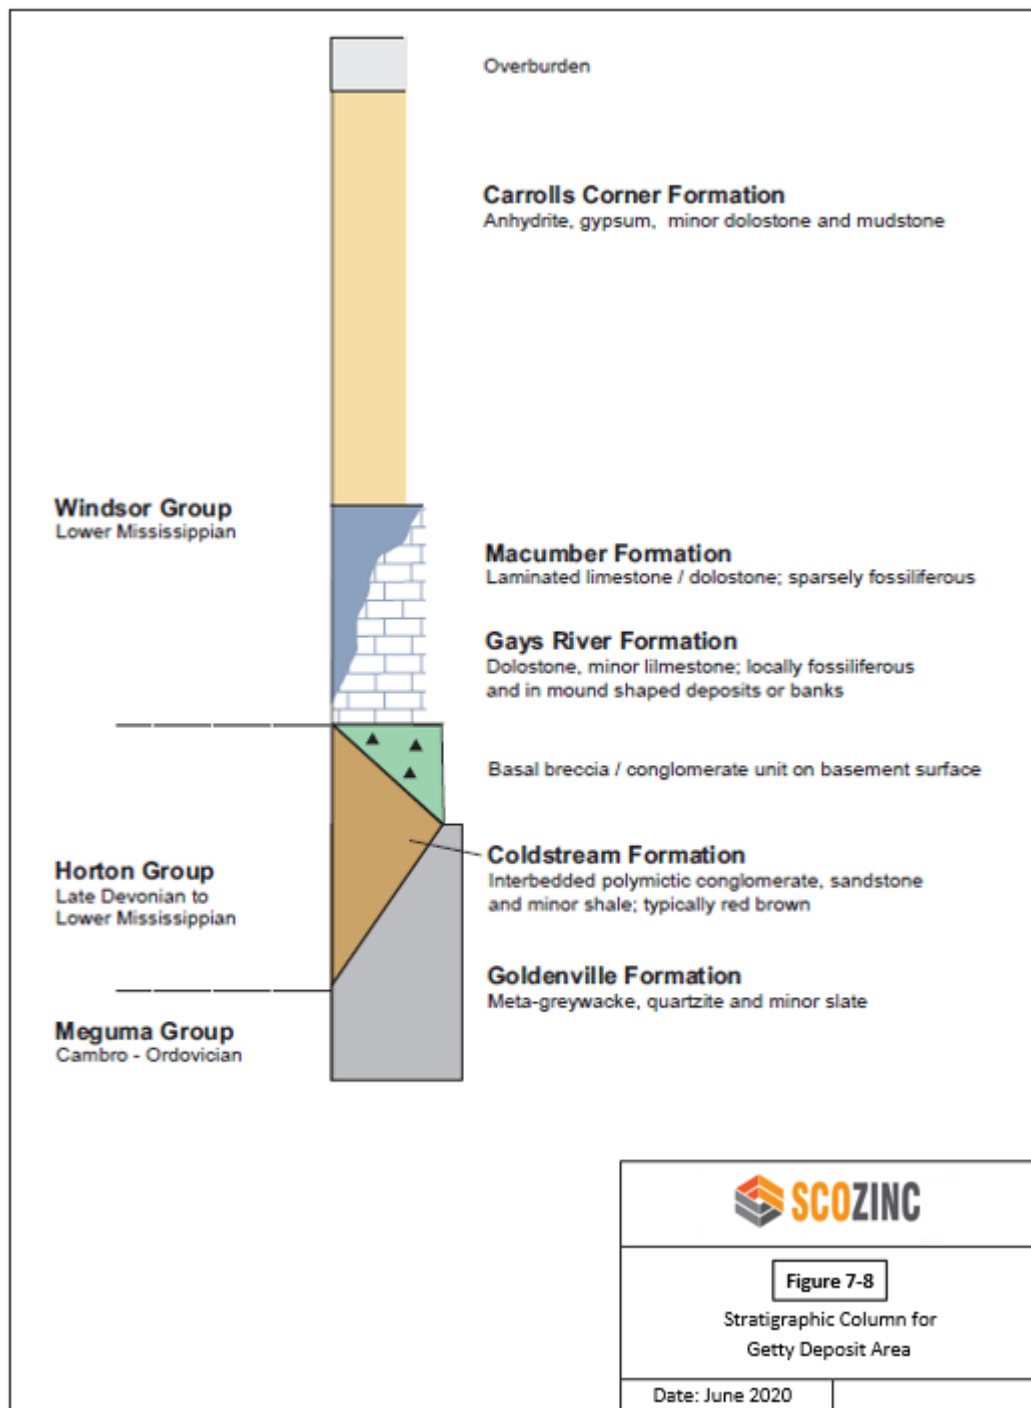 Overburden
Carrolls Corner Formation
Anhydrite, gypsum, minor dolostone and mudstone
Windsor Group
Lower Mississippian
Macumber Formation
Laminated limestone / dolostone; sparsely fossiliferous
Gays River Formation
Dolostone, minor lilmestone; locally fossiliferous
and in mound shaped deposits or banks
Basal breccia / conglomerate unit on basement surface
Horton Group
Late Devonian to
Lower Mississippian
Coldstream Formation
Interbedded polymictic conglomerate, sandstone
and minor shale; typically red brown
Goldenville Formation
Meta-greywacke, quartzite and minor slate
Meguma Group
Cambro - Ordovician
SCOZINC
Figure 7-8
Stratigraphic Column for
Getty Deposit Area
Date: June 2020